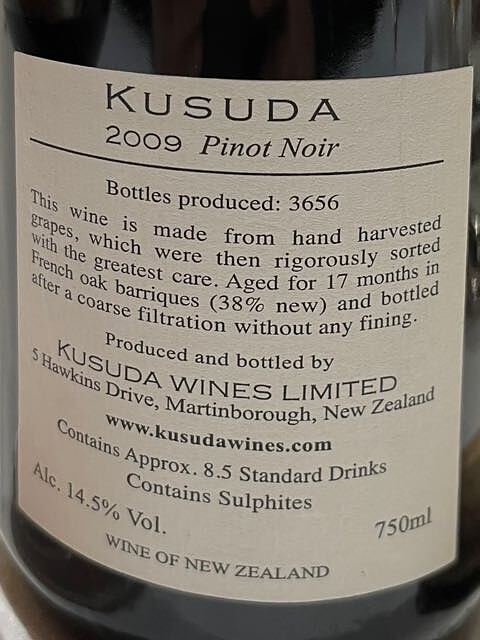 KUSUDA
2009 Pinot Noir
Bottles produced: 3656
This wine is made from hand harvested
grapes, which were then rigorously sorted
with the greatest care. Aged for 17 months in
French oak barriques (38% new) and bottled
after a coarse filtration without any fining.
Produced and bottled by
KUSUDA WINES LIMITED
5 Hawkins Drive, Martinborough, New Zealand
www.kusudawines.com
Contains Approx. 8.5 Standard Drinks
Contains Sulphites
Alc. 14.5% Vol.
750ml
WINE OF NEW ZEALAND